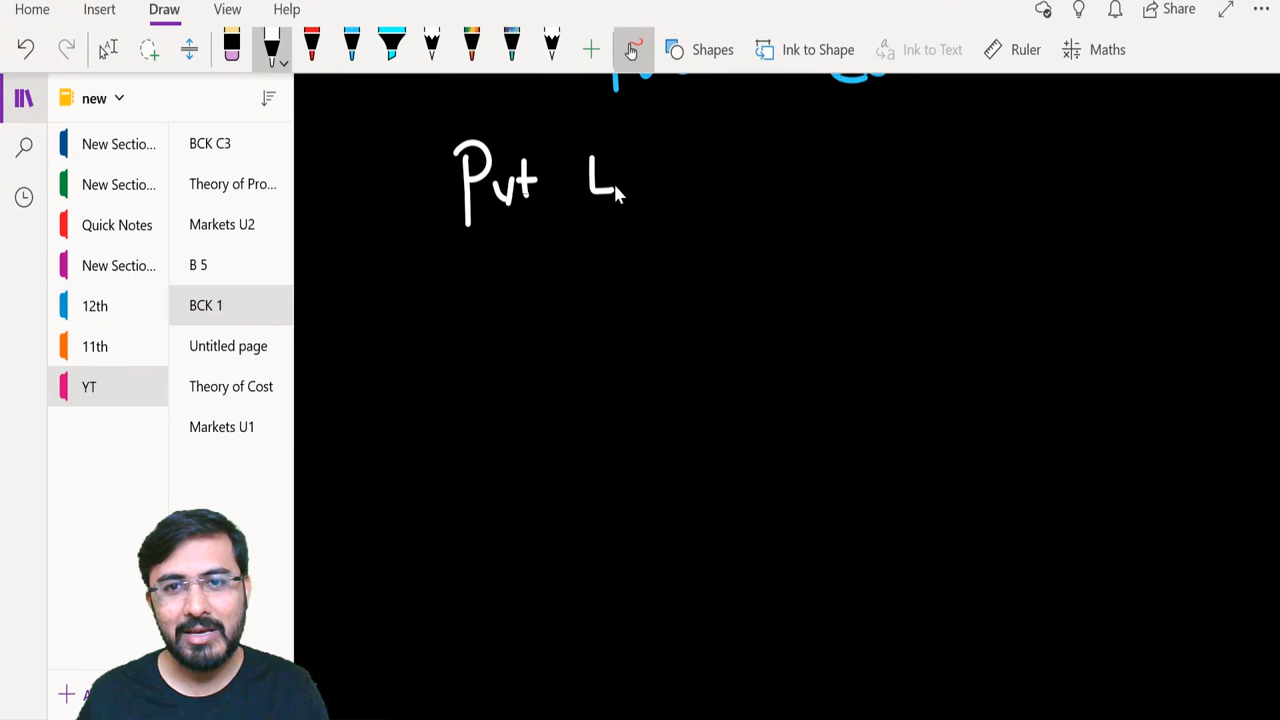 Home Insert Draw View Help Share
Shapes Ink to Shape Ink to Text Ruler Maths
new
New Sectio... BCK C3
New Sectio... Theory of Pro...
Quick Notes Markets U2
New Sectio... B 5
12th BCK 1
11th Untitled page
YT Theory of Cost
Markets U1
Pvt L